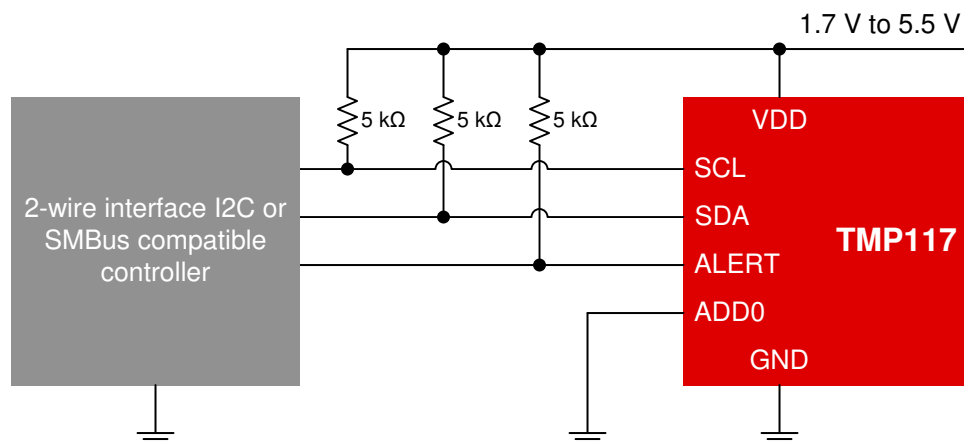 1.7 V to 5.5 V
5 kΩ
5 kΩ
5 kΩ
VDD
SCL
2-wire interface I2C or
SMBus compatible
controller
SDA
TMP117
ALERT
ADD0
GND